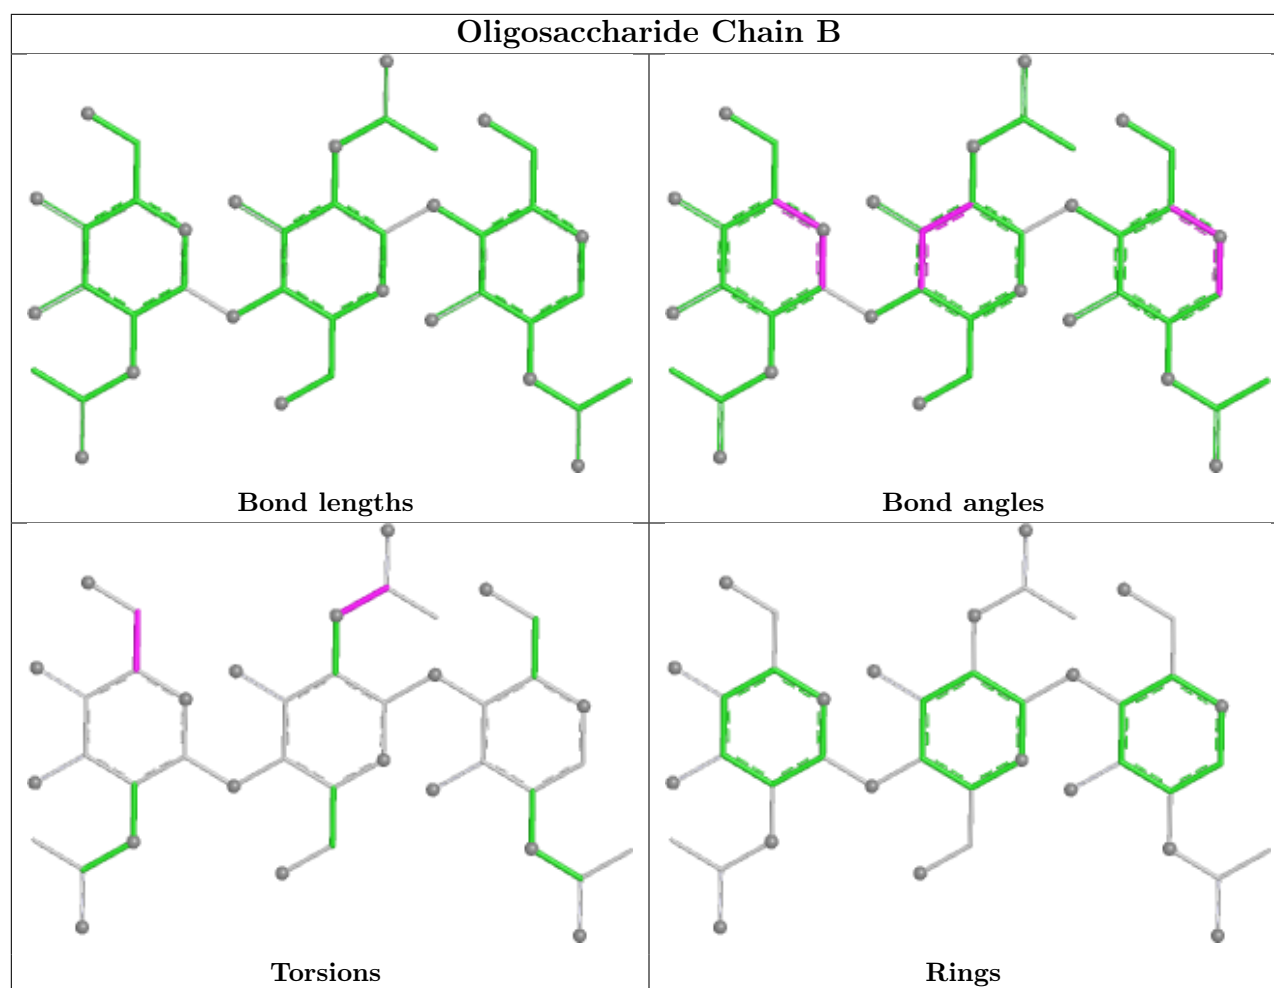 Oligosaccharide Chain B
Bond lengths
Bond angles
Torsions
Rings